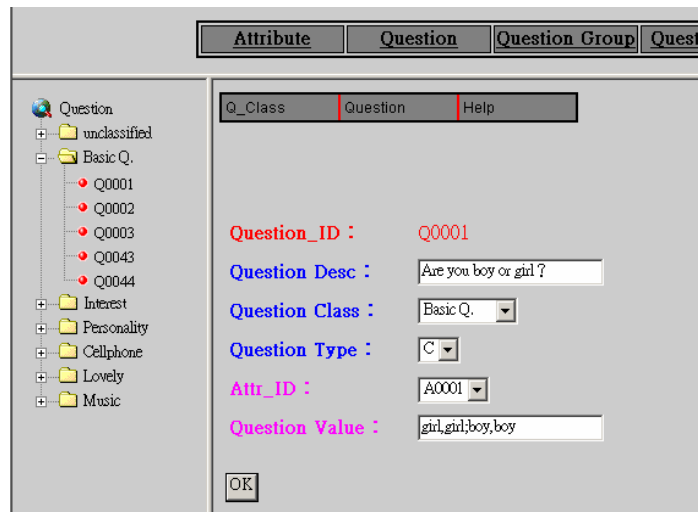 Attribute Question Question Group Quest
Question
unclassified
Basic Q.
Q0001
Q0002
Q0003
Q0043
Q0044
Interest
Personality
Cellphone
Lovely
Music
Q_Class Question Help
Question_ID： Q0001
Question Desc： Are you boy or girl ?
Question Class： Basic Q.
Question Type： C
Attr_ID： A0001
Question Value： girl,girl;boy,boy
OK